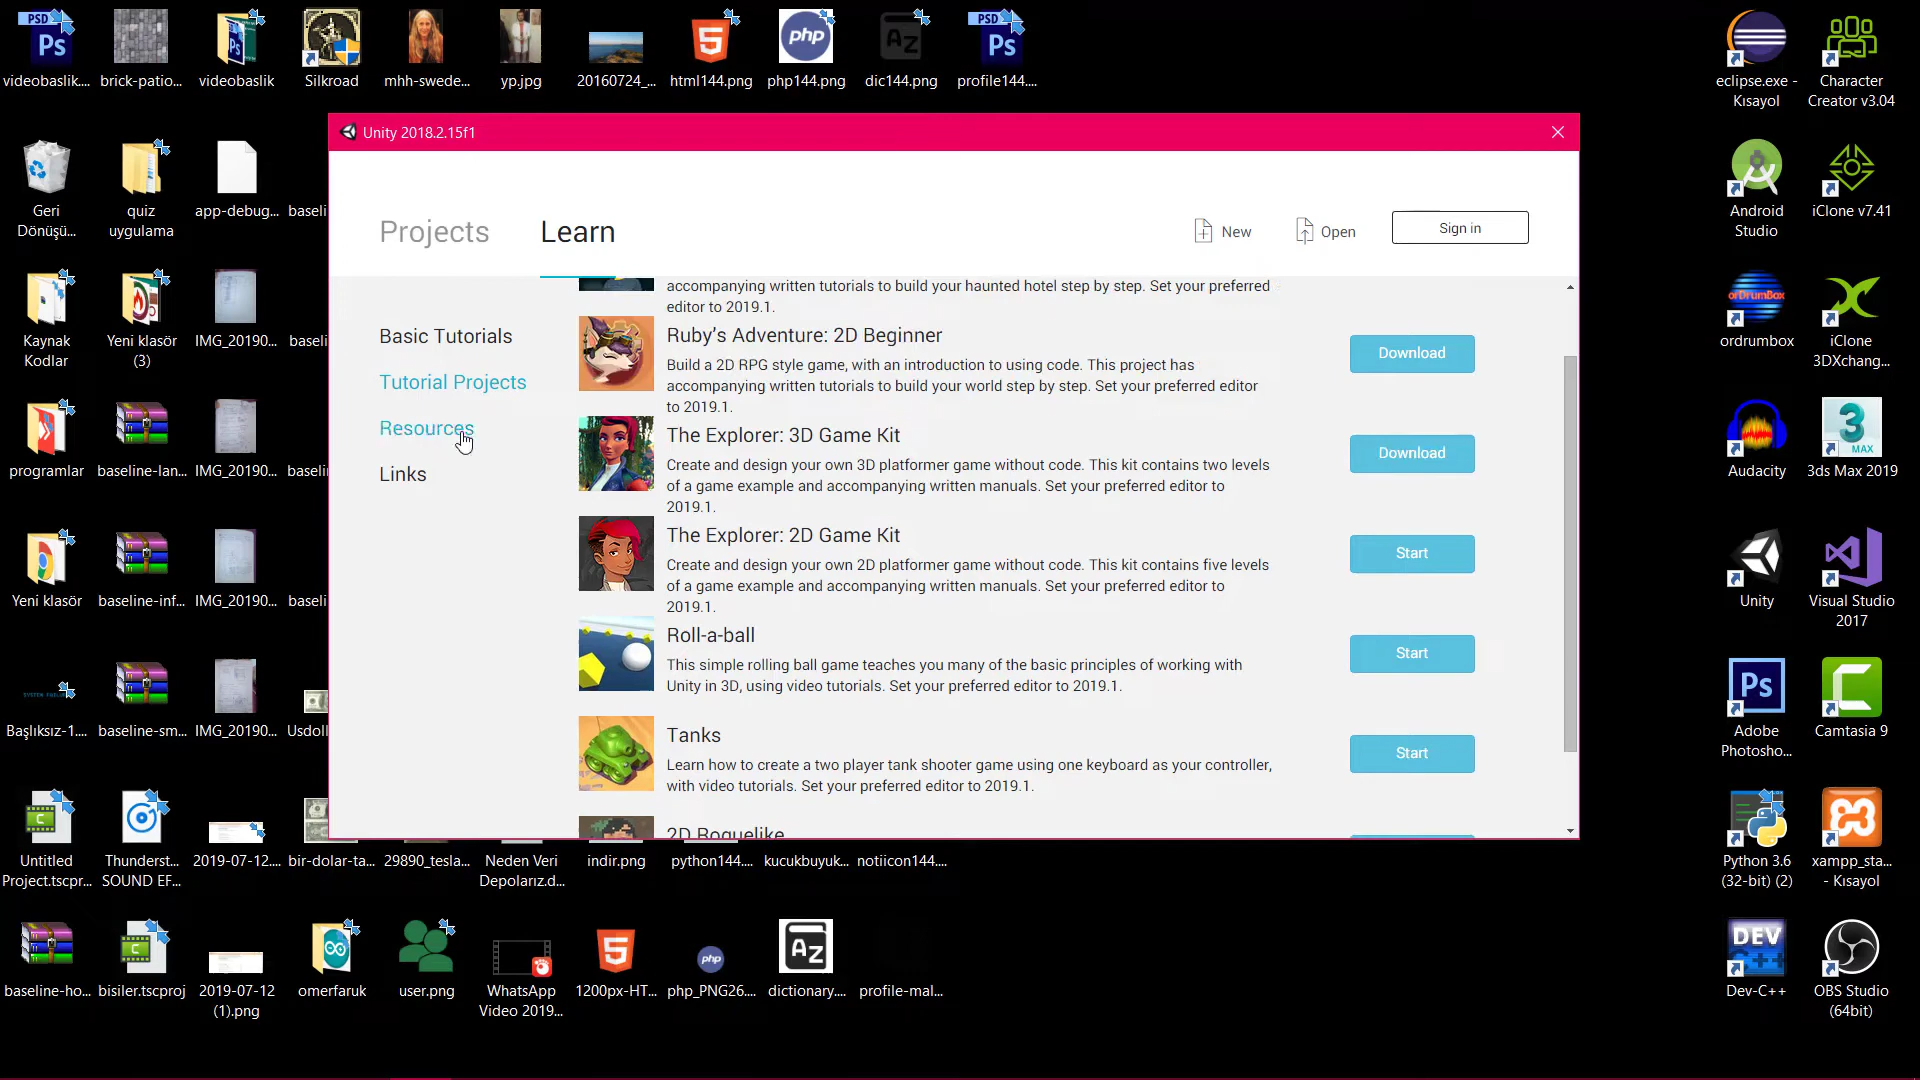 videobaslik....
brick-patio...
videobaslik
Silkroad
mhh-swede...
yp.jpg
20160724_...
html144.png
php144.png
dic144.png
profile144....
eclipse.exe -
Kısayol
Character
Creator v3.04
Unity 2018.2.15f1
Projects
Learn
New
Open
Sign in
Basic Tutorials
Tutorial Projects
Resources
Links
accompanying written tutorials to build your haunted hotel step by step. Set your preferred
editor to 2019.1.
Ruby's Adventure: 2D Beginner
Build a 2D RPG style game, with an introduction to using code. This project has
accompanying written tutorials to build your world step by step. Set your preferred editor
to 2019.1.
Download
The Explorer: 3D Game Kit
Create and design your own 3D platformer game without code. This kit contains two levels
of a game example and accompanying written manuals. Set your preferred editor to
2019.1.
Download
The Explorer: 2D Game Kit
Create and design your own 2D platformer game without code. This kit contains five levels
of a game example and accompanying written manuals. Set your preferred editor to
2019.1.
Start
Roll-a-ball
This simple rolling ball game teaches you many of the basic principles of working with
Unity in 3D, using video tutorials. Set your preferred editor to 2019.1.
Start
Tanks
Learn how to create a two player tank shooter game using one keyboard as your controller,
with video tutorials. Set your preferred editor to 2019.1.
Start
2D Roguelike
Geri
Dönüşü...
quiz
uygulama
app-debug...
baseli
Android
Studio
iClone v7.41
Kaynak
Kodlar
Yeni klasör
(3)
IMG_20190...
baseli
ordrumbox
iClone
3DXchang...
programlar
baseline-lan...
IMG_20190...
baseli
Audacity
3ds Max 2019
Yeni klasör
baseline-inf...
IMG_20190...
baseli
Unity
Visual Studio
2017
Başlıksız-1....
baseline-sm...
IMG_20190...
Usdoll
Adobe
Photosho...
Camtasia 9
Untitled
Project.tscpr...
Thunderst...
SOUND EF...
2019-07-12....
bir-dolar-ta...
29890_tesla...
Neden Veri
Depolarız.d...
indir.png
python144....
kucukbuyuk...
notiicon144....
Python 3.6
(32-bit) (2)
xampp_sta...
- Kısayol
baseline-ho...
bisiler.tscproj
2019-07-12
(1).png
omerfaruk
user.png
WhatsApp
Video 2019...
1200px-HT...
php_PNG26....
dictionary....
profile-mal...
Dev-C++
OBS Studio
(64bit)